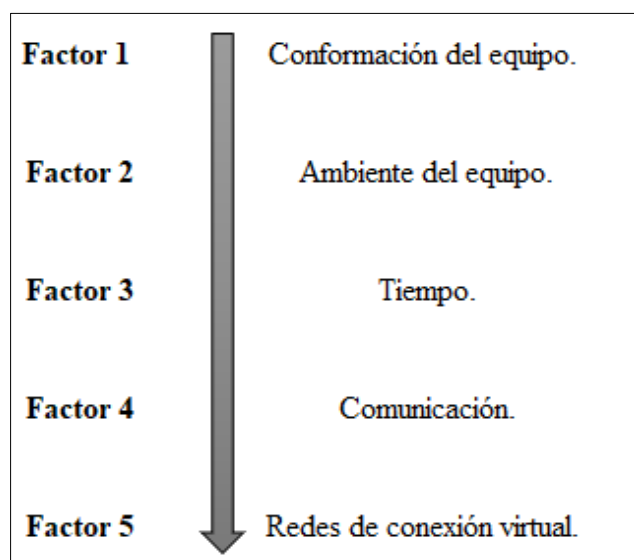 Factor 1 Conformación del equipo.
Factor 2 Ambiente del equipo.
Factor 3 Tiempo.
Factor 4 Comunicación.
Factor 5 Redes de conexión virtual.